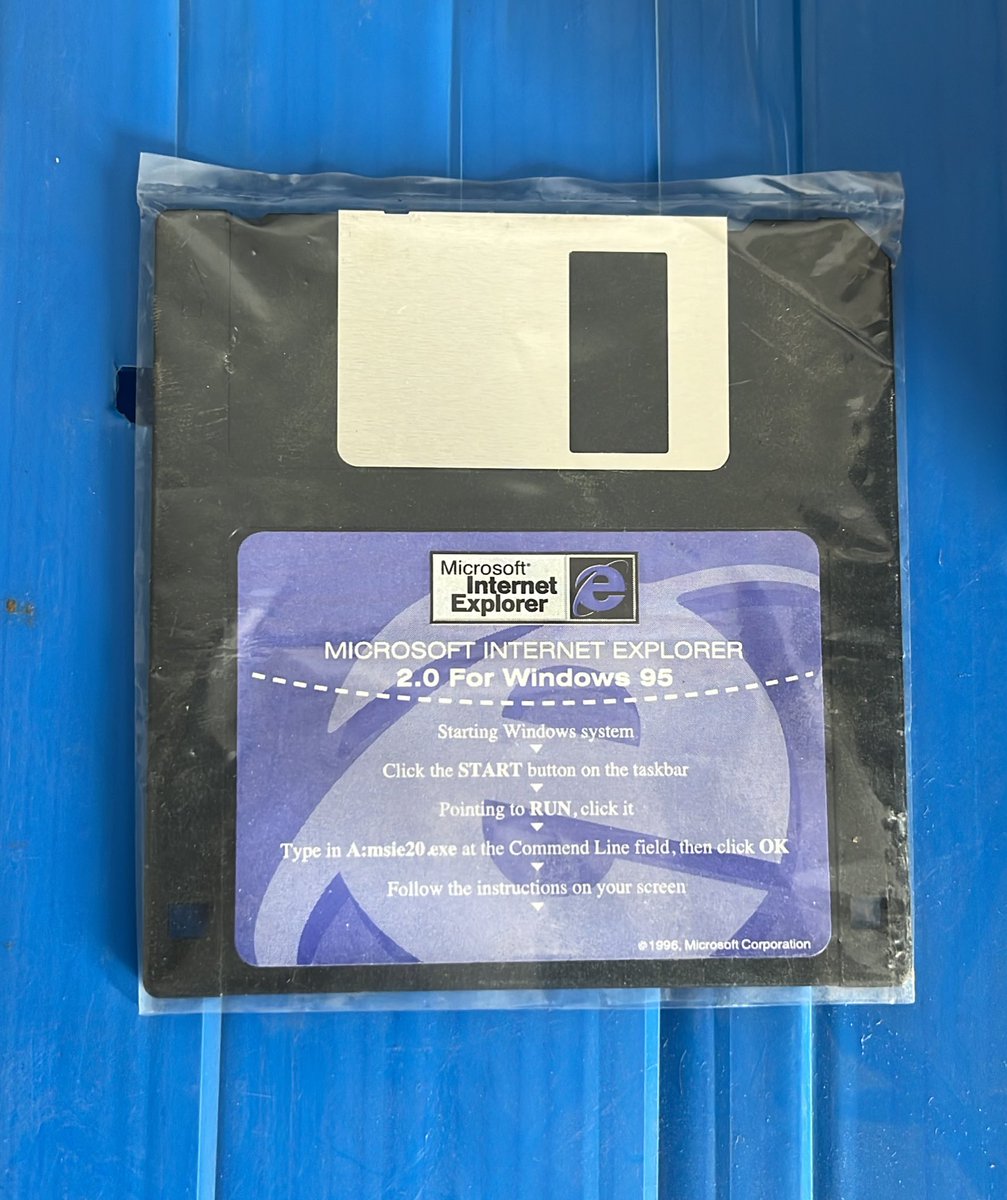 Microsoft®
Internet
Explorer
MICROSOFT INTERNET EXPLORER
2.0 For Windows 95
Starting Windows system
Click the START button on the taskbar
Pointing to RUN, click it
Type in A:msie20.exe at the Commend Line field, then click OK
Follow the instructions on your screen
©1996, Microsoft Corporation